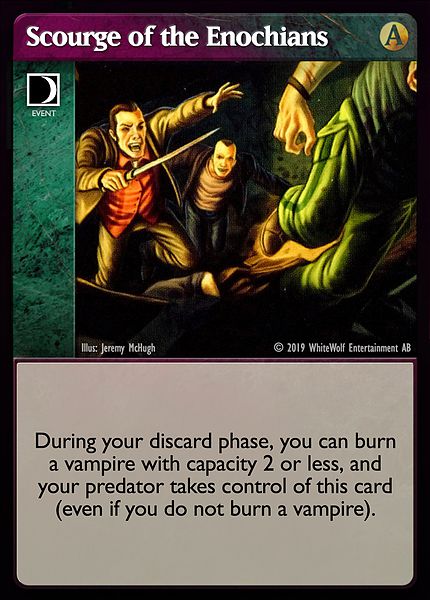 Scourge of the Enochians
A
EVENT
Illus: Jeremy McHugh
© 2019 WhiteWolf Entertainment AB
During your discard phase, you can burn
a vampire with capacity 2 or less, and
your predator takes control of this card
(even if you do not burn a vampire).